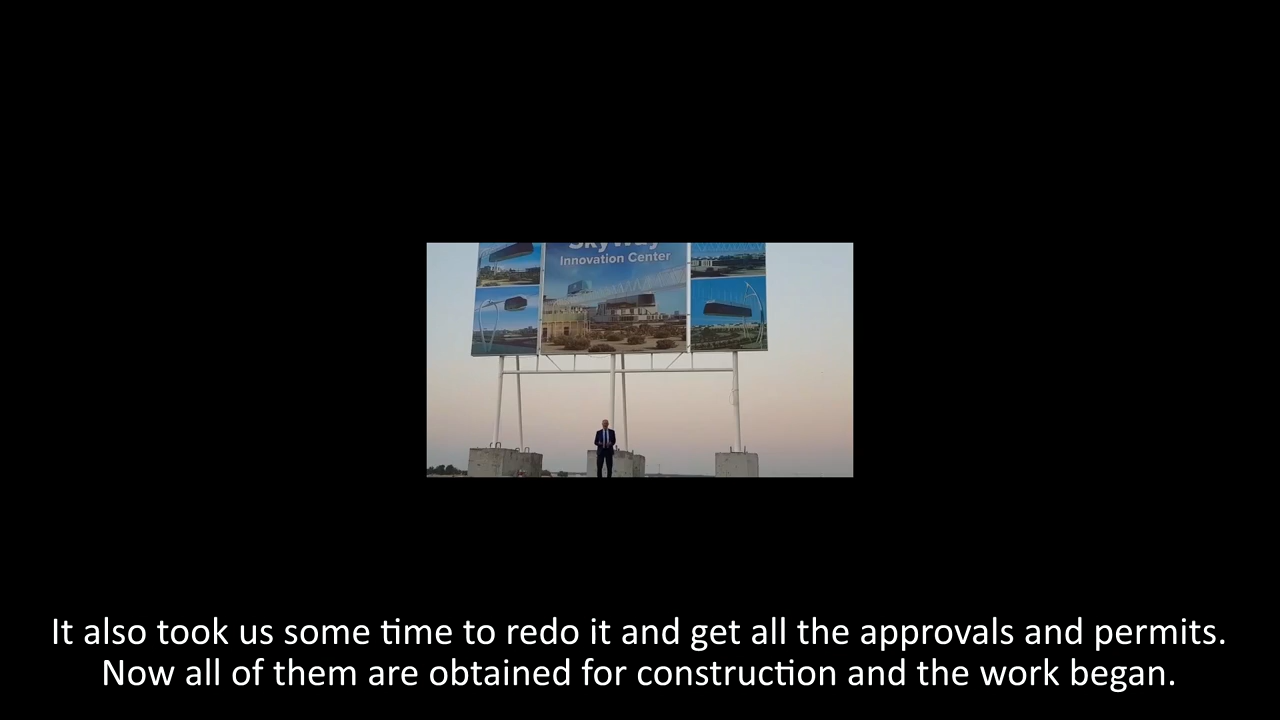 SkyWay
Innovation Center
It also took us some time to redo it and get all the approvals and permits.
Now all of them are obtained for construction and the work began.